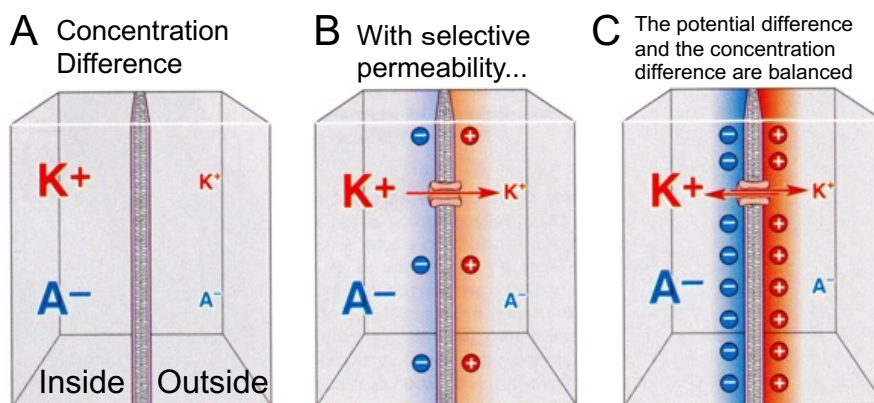 A Concentration
Difference
K+ K+
A− A−
Inside Outside
B With selective
permeability...
− +
K+ K+
− +
A− A−
− +
C The potential difference
and the concentration
difference are balanced
− +
− +
K+ K+
− +
− +
A− A−
− +
− +
− +
− +